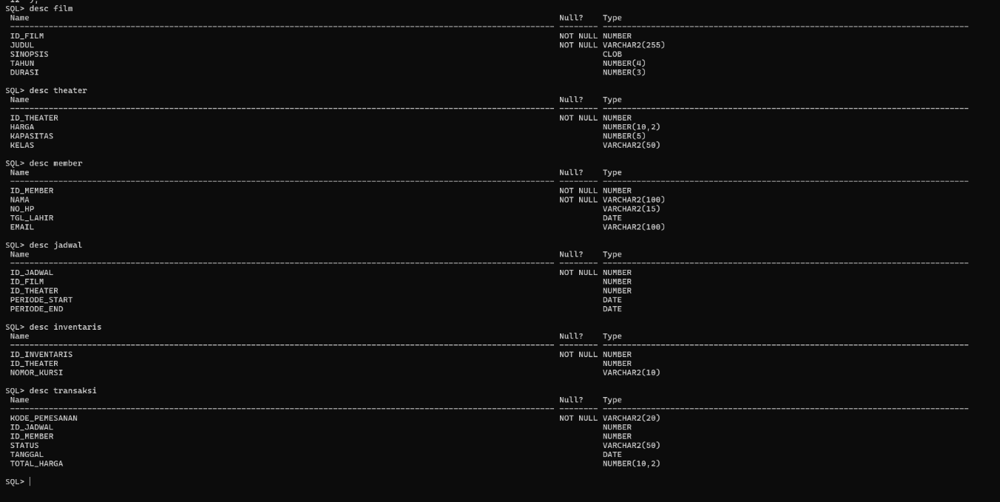 SQL> desc film
Name Null? Type
ID_FILM NOT NULL NUMBER
JUDUL NOT NULL VARCHAR2(255)
SINOPSIS CLOB
TAHUN NUMBER(4)
DURASI NUMBER(3)
SQL> desc theater
Name Null? Type
ID_THEATER NOT NULL NUMBER
HARGA NUMBER(10,2)
KAPASITAS NUMBER(5)
KELAS VARCHAR2(50)
SQL> desc member
Name Null? Type
ID_MEMBER NOT NULL NUMBER
NAMA NOT NULL VARCHAR2(100)
NO_HP VARCHAR2(15)
TGL_LAHIR DATE
EMAIL VARCHAR2(100)
SQL> desc jadwal
Name Null? Type
ID_JADWAL NOT NULL NUMBER
ID_FILM NUMBER
ID_THEATER NUMBER
PERIODE_START DATE
PERIODE_END DATE
SQL> desc inventaris
Name Null? Type
ID_INVENTARIS NOT NULL NUMBER
ID_THEATER NUMBER
NOMOR_KURSI VARCHAR2(10)
SQL> desc transaksi
Name Null? Type
KODE_PEMESANAN NOT NULL VARCHAR2(20)
ID_JADWAL NUMBER
ID_MEMBER NUMBER
STATUS VARCHAR2(50)
TANGGAL DATE
TOTAL_HARGA NUMBER(10,2)
SQL>